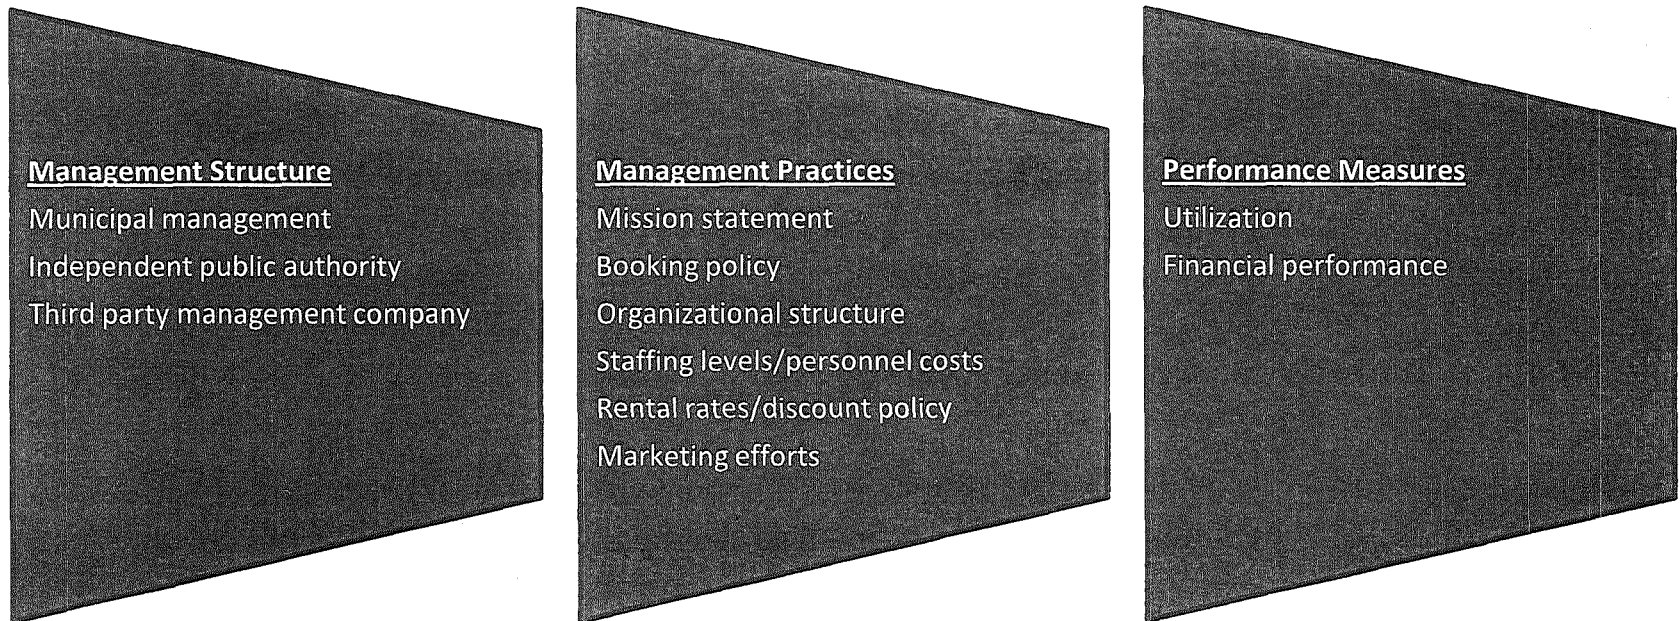 Management Structure
Municipal management
Independent public authority
Third party management company
Management Practices
Mission statement
Booking policy
Organizational structure
Staffing levels/personnel costs
Rental rates/discount policy
Marketing efforts
Performance Measures
Utilization
Financial performance